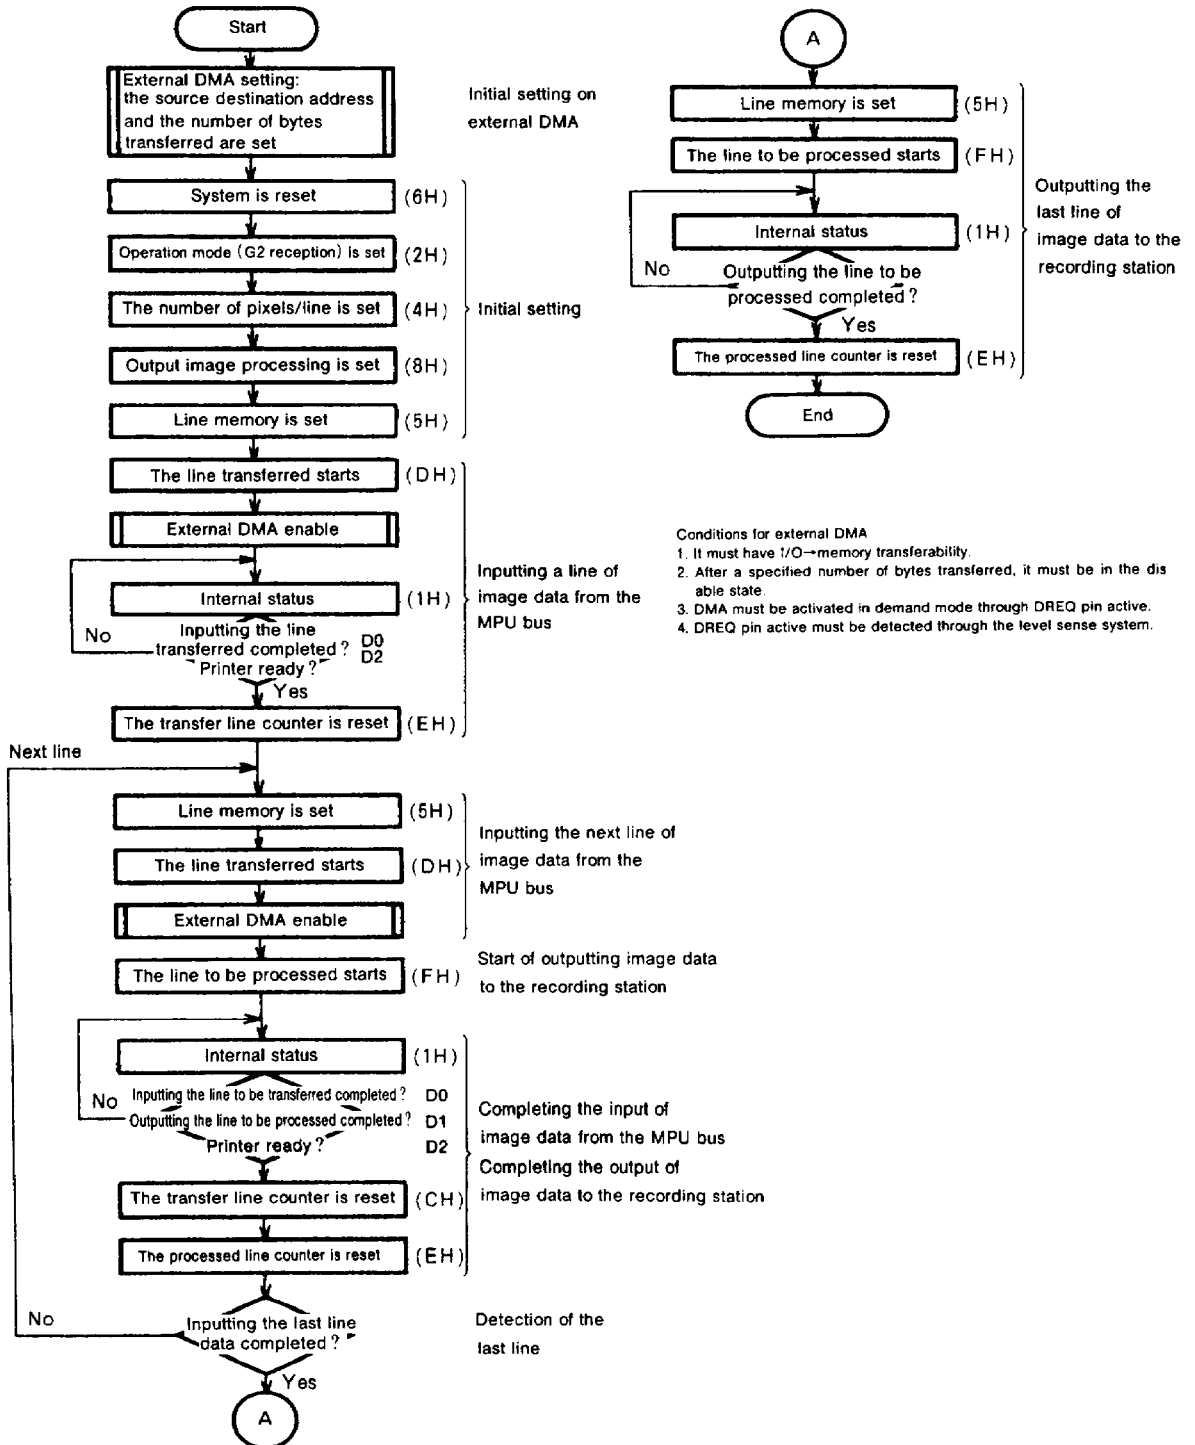 Start
External DMA setting:
the source destination address
and the number of bytes
transferred are set
Initial setting on
external DMA
System is reset (6H)
Operation mode (G2 reception) is set (2H)
The number of pixels/line is set (4H)
Initial setting
Output image processing is set (8H)
Line memory is set (5H)
The line transferred starts (DH)
External DMA enable
Internal status (1H)
Inputting a line of
image data from the
MPU bus
No
Inputting the line
transferred completed? D0
Printer ready? D2
Yes
The transfer line counter is reset (EH)
Next line
Line memory is set (5H)
The line transferred starts (DH)
External DMA enable
Inputting the next line of
image data from the
MPU bus
The line to be processed starts (FH)
Start of outputting image data
to the recording station
Internal status (1H)
No
Inputting the line to be transferred completed? D0
Outputting the line to be processed completed? D1
Printer ready? D2
Completing the input of
image data from the MPU bus
Completing the output of
image data to the recording station
The transfer line counter is reset (CH)
The processed line counter is reset (EH)
No
Inputting the last line
data completed?
Detection of the
last line
Yes
A
A
Line memory is set (5H)
The line to be processed starts (FH)
Internal status (1H)
No
Outputting the line to be
processed completed?
Yes
The processed line counter is reset (EH)
Outputting the
last line of
image data to the
recording station
End
Conditions for external DMA
1. It must have I/O→memory transferability.
2. After a specified number of bytes transferred, it must be in the dis
able state.
3. DMA must be activated in demand mode through DREQ pin active.
4. DREQ pin active must be detected through the level sense system.